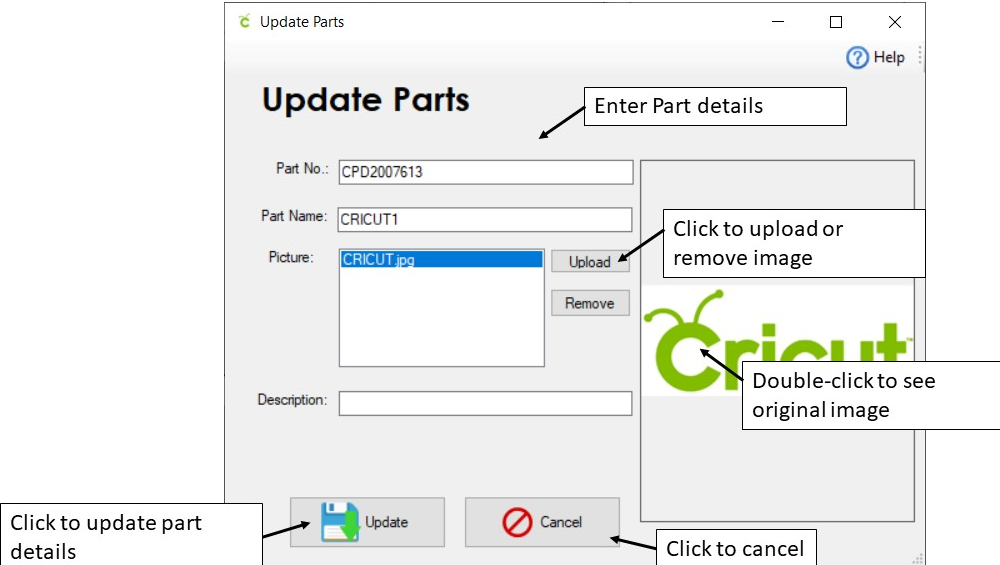 Update Parts
Help
Update Parts
Enter Part details
Part No.: CPD2007613
Part Name: CRICUT1
Click to upload or
remove image
Picture: CRICUT.jpg
Upload
Remove
Cricut
Double-click to see
original image
Description:
Click to update part
details
Update
Cancel
Click to cancel